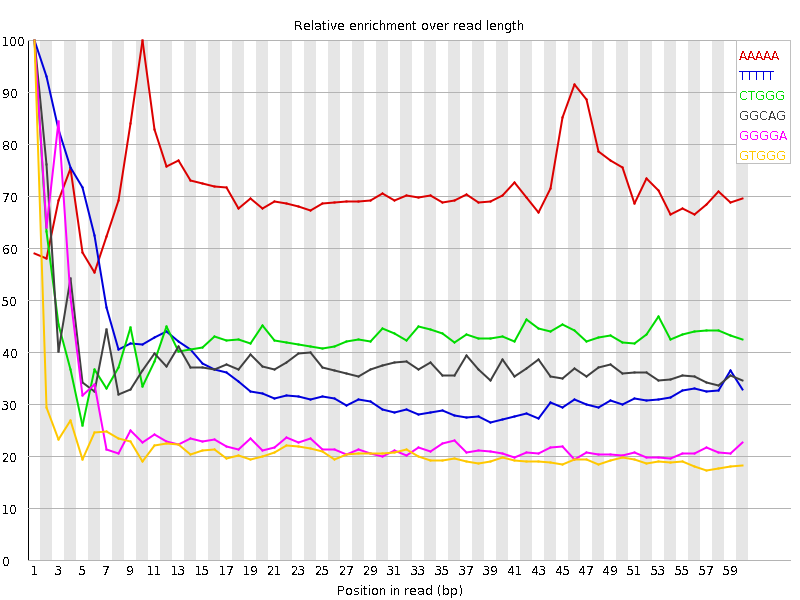 Relative enrichment over read length
100
90
80
70
60
50
40
30
20
10
0
AAAAA
TTTTT
CTGGG
GGCAG
GGGGA
GTGGG
1 3 5 7 9 11 13 15 17 19 21 23 25 27 29 31 33 35 37 39 41 43 45 47 49 51 53 55 57 59
Position in read (bp)